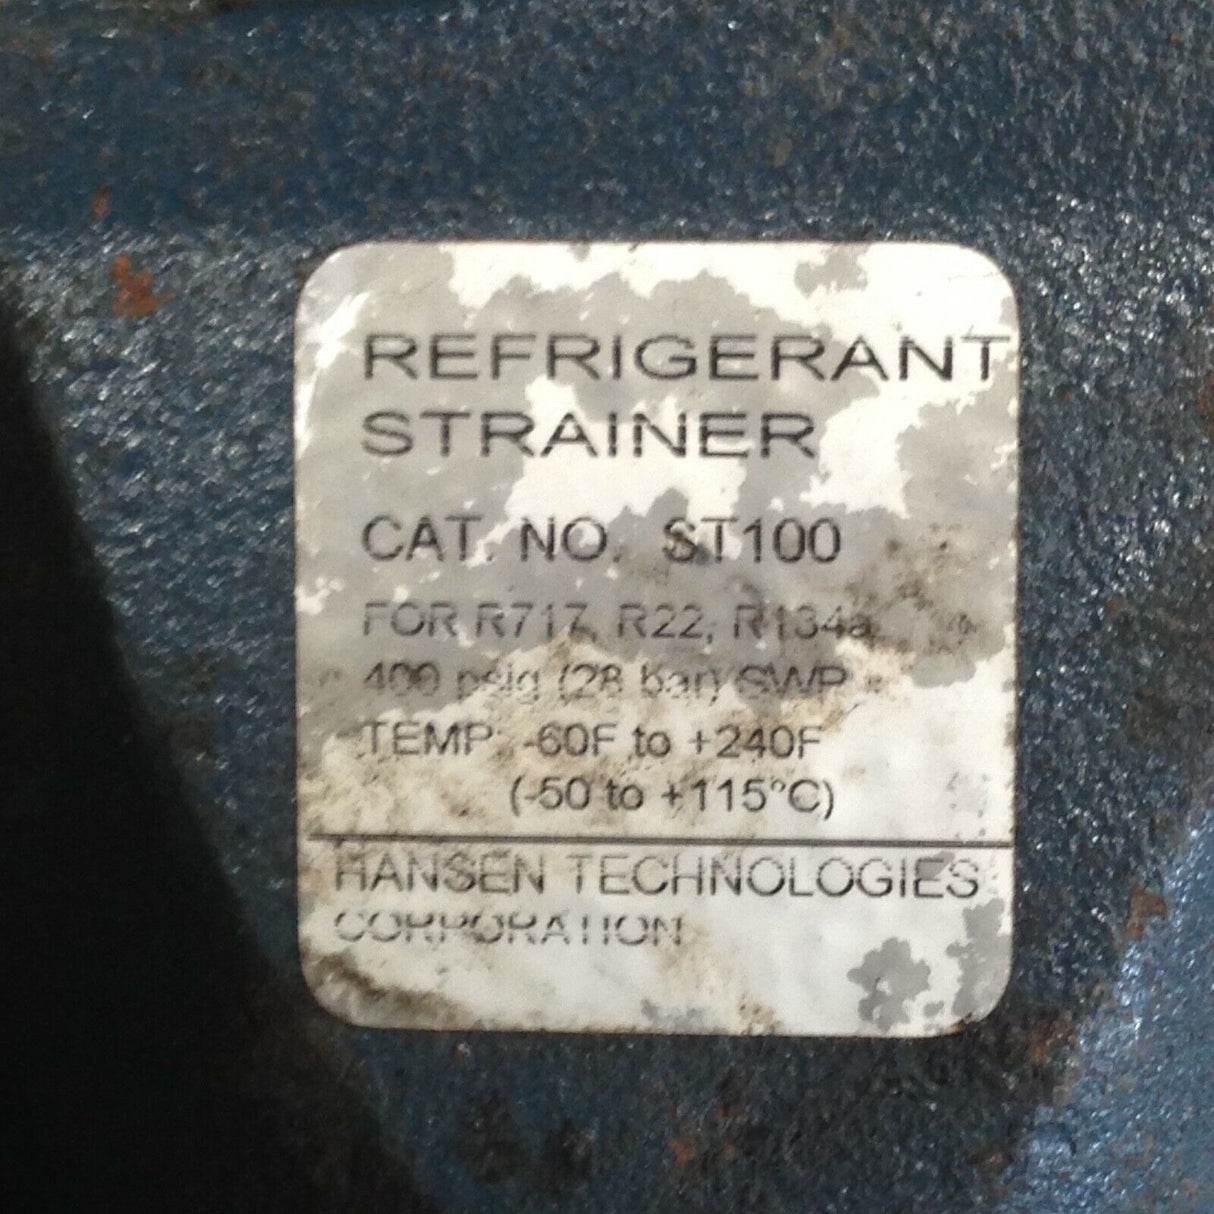 REFRIGERANT
STRAINER
CAT. NO. ST100
FOR R717, R22, R134a
400 psig (28 bar) SWP
TEMP: -60F to +240F
(-50 to +115°C)
HANSEN TECHNOLOGIES
CORPORATION